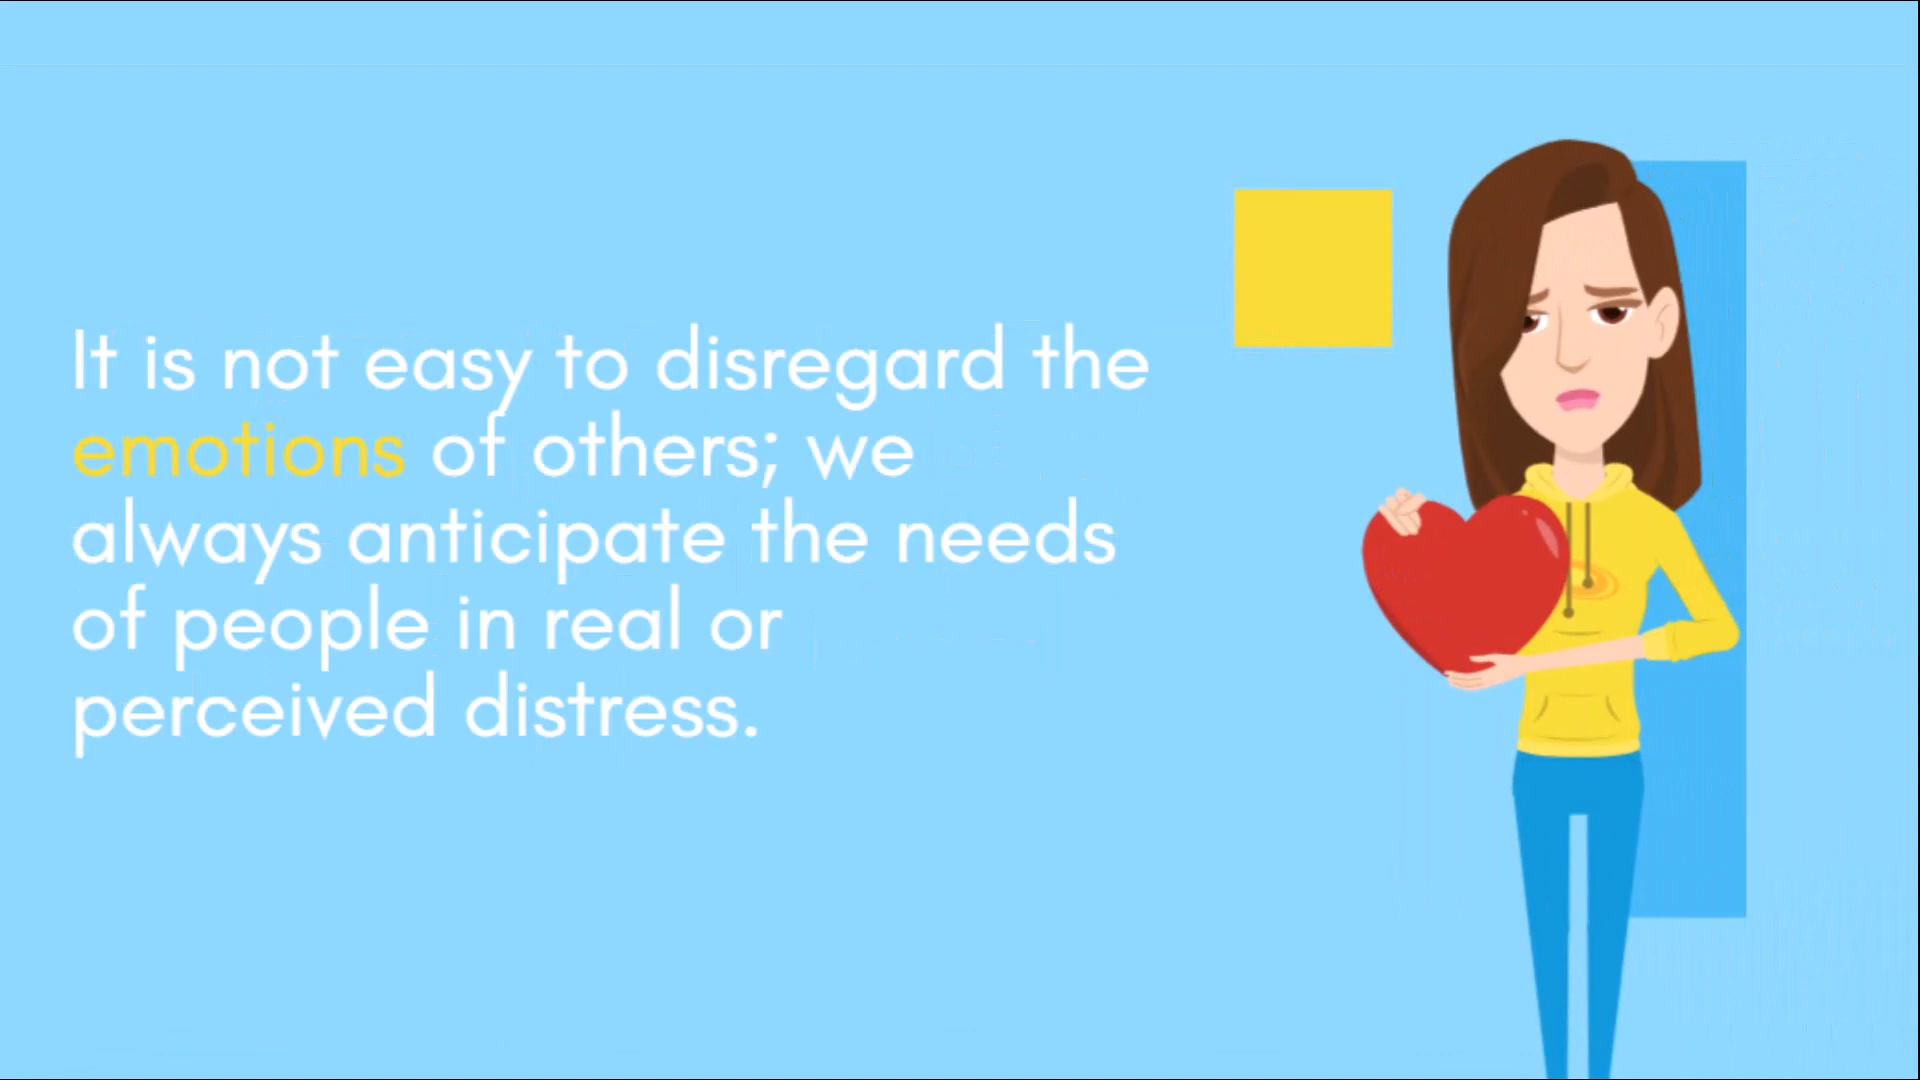 It is not easy to disregard the
emotions of others; we
always anticipate the needs
of people in real or
perceived distress.